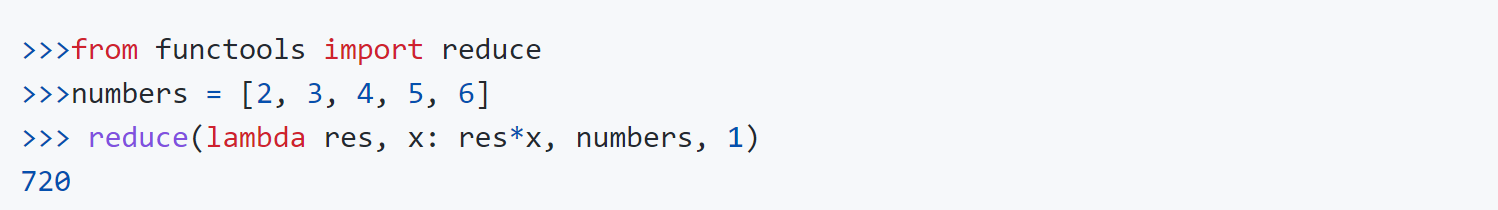 >>>from functools import reduce
>>>numbers = [2, 3, 4, 5, 6]
>>> reduce(lambda res, x: res*x, numbers, 1)
720